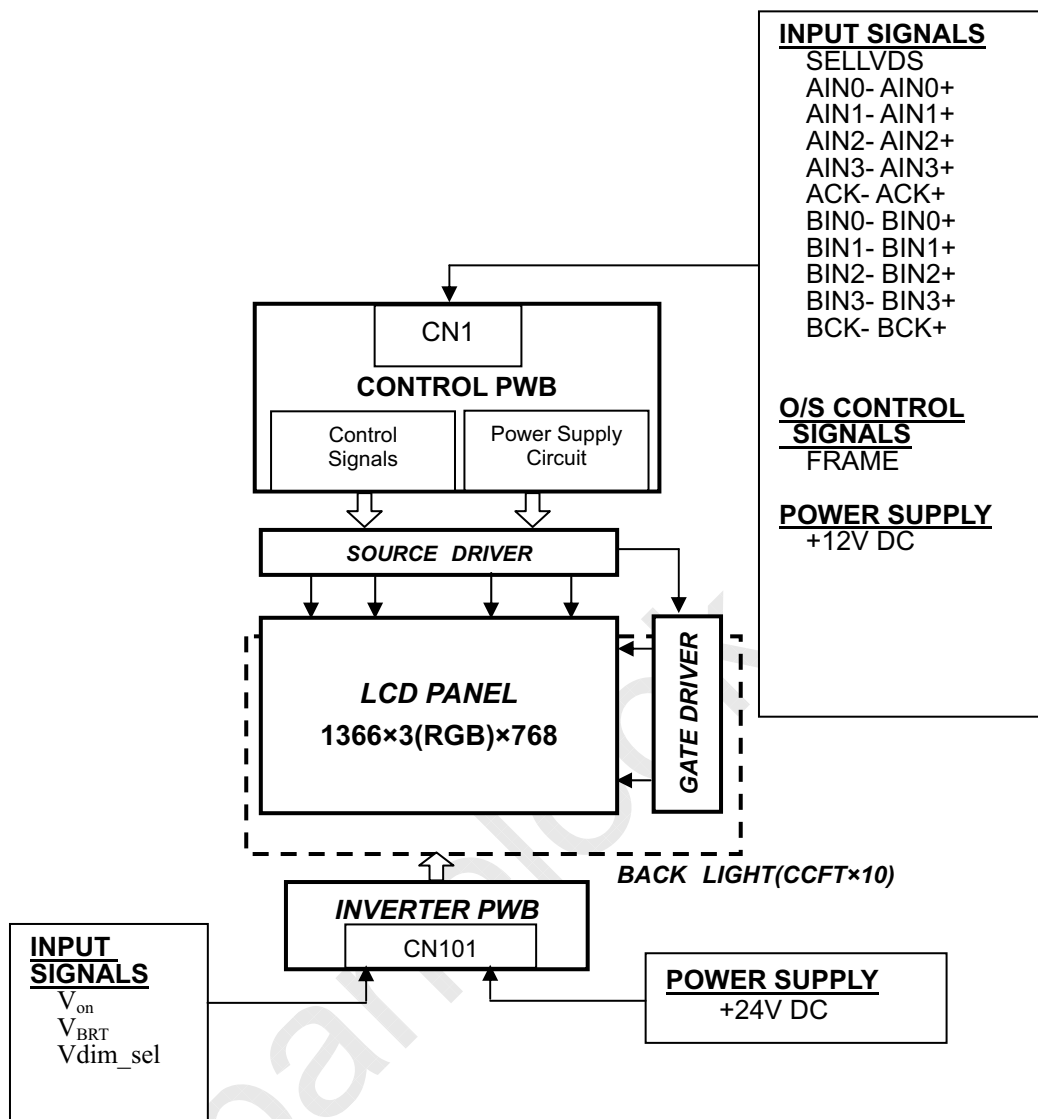 INPUT SIGNALS
SELLVDS
AIN0- AIN0+
AIN1- AIN1+
AIN2- AIN2+
AIN3- AIN3+
ACK- ACK+
BIN0- BIN0+
BIN1- BIN1+
BIN2- BIN2+
BIN3- BIN3+
BCK- BCK+
O/S CONTROL
SIGNALS
FRAME
POWER SUPPLY
+12V DC
CN1
CONTROL PWB
Control
Signals
Power Supply
Circuit
SOURCE DRIVER
LCD PANEL
1366×3(RGB)×768
GATE DRIVER
BACK LIGHT(CCFT×10)
INVERTER PWB
CN101
INPUT
SIGNALS
Von
VBRT
Vdim_sel
POWER SUPPLY
+24V DC